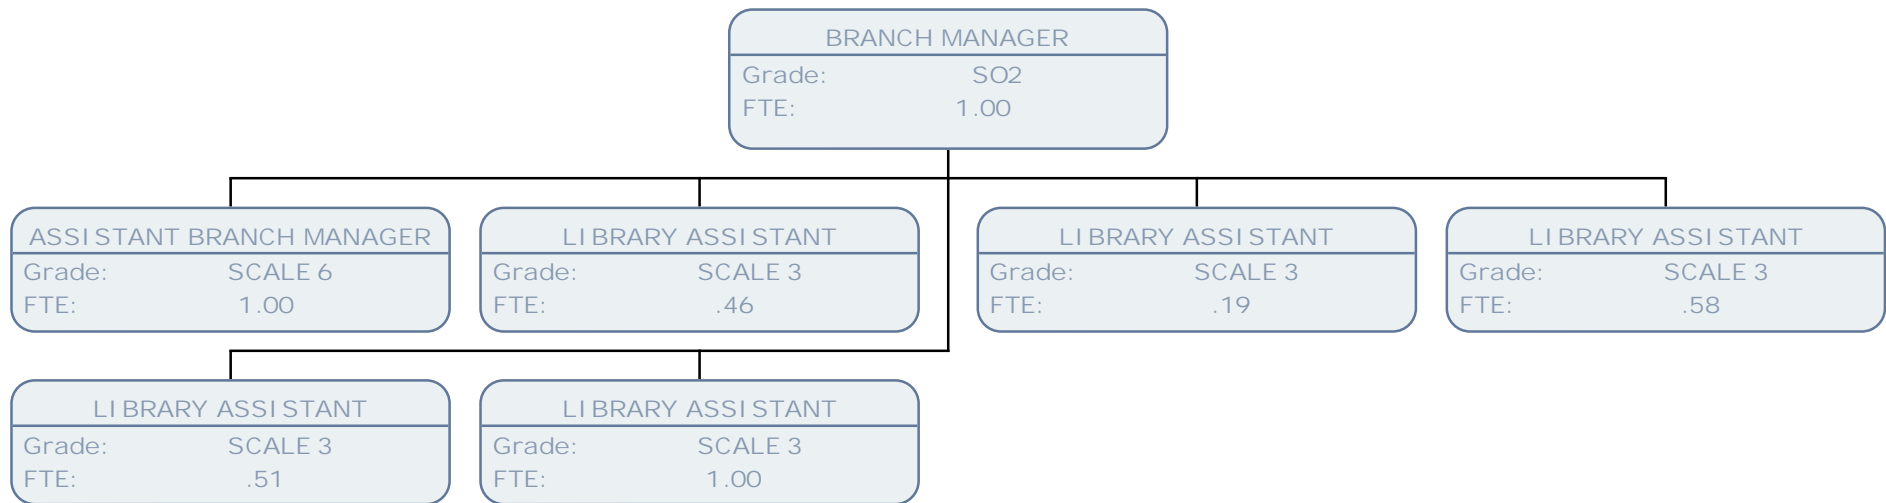 BRANCH MANAGER
Grade: SO2
FTE: 1.00
ASSISTANT BRANCH MANAGER
Grade: SCALE 6
FTE: 1.00
LIBRARY ASSISTANT
Grade: SCALE 3
FTE: .46
LIBRARY ASSISTANT
Grade: SCALE 3
FTE: .19
LIBRARY ASSISTANT
Grade: SCALE 3
FTE: .58
LIBRARY ASSISTANT
Grade: SCALE 3
FTE: .51
LIBRARY ASSISTANT
Grade: SCALE 3
FTE: 1.00